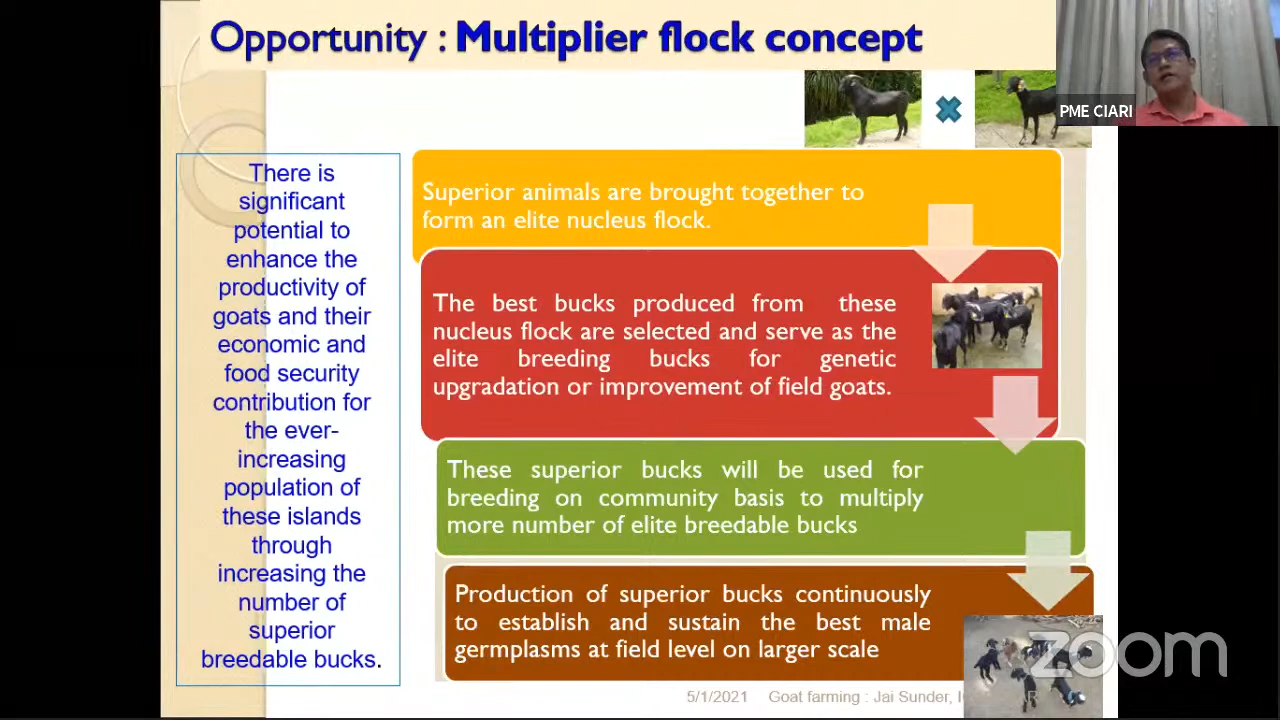 Opportunity : Multiplier flock concept
PME CIARI
There is
significant
potential to
enhance the
productivity of
goats and their
economic and
food security
contribution for
the ever-
increasing
population of
these islands
through
increasing the
number of
superior
breedable bucks.
Superior animals are brought together to
form an elite nucleus flock.
The best bucks produced from these
nucleus flock are selected and serve as the
elite breeding bucks for genetic
upgradation or improvement of field goats.
These superior bucks will be used for
breeding on community basis to multiply
more number of elite breedable bucks
Production of superior bucks continuously
to establish and sustain the best male
germplasms at field level on larger scale
5/1/2021 Goat farming : Jai Sunder,
zoom